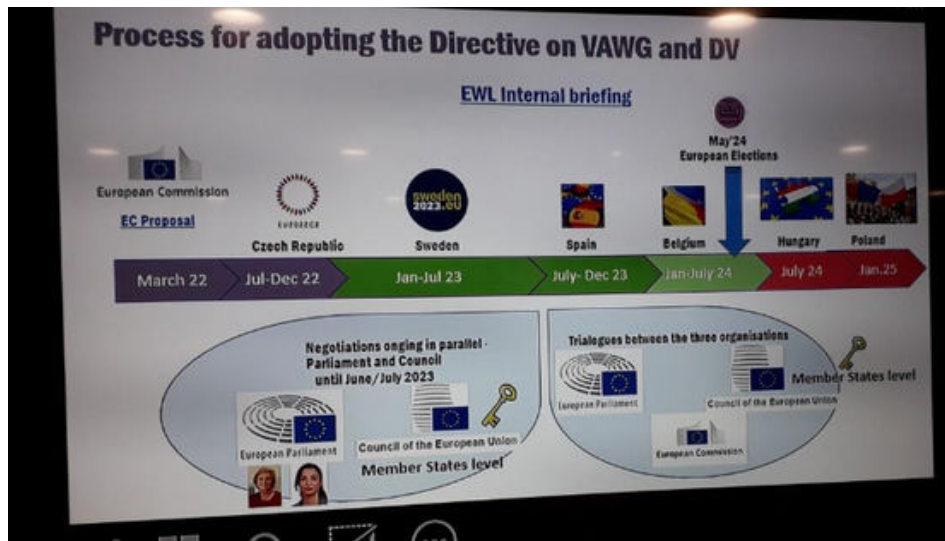 Process for adopting the Directive on VAWG and DV
EWL Internal briefing
May'24
European Elections
European Commission
EC Proposal
Czech Republic
sweden
2023.eu
Sweden
Spain
Belgium
Hungary
Poland
March 22
Jul-Dec 22
Jan-Jul 23
July- Dec 23
Jan-July 24
July 24
Jan.25
Negotiations onging in parallel -
Parliament and Council
until June/July 2023
European Parliament
Council of the European Union
Member States level
Trialogues between the three organisations
European Parliament
Council of the European Union
Member States level
European Commission